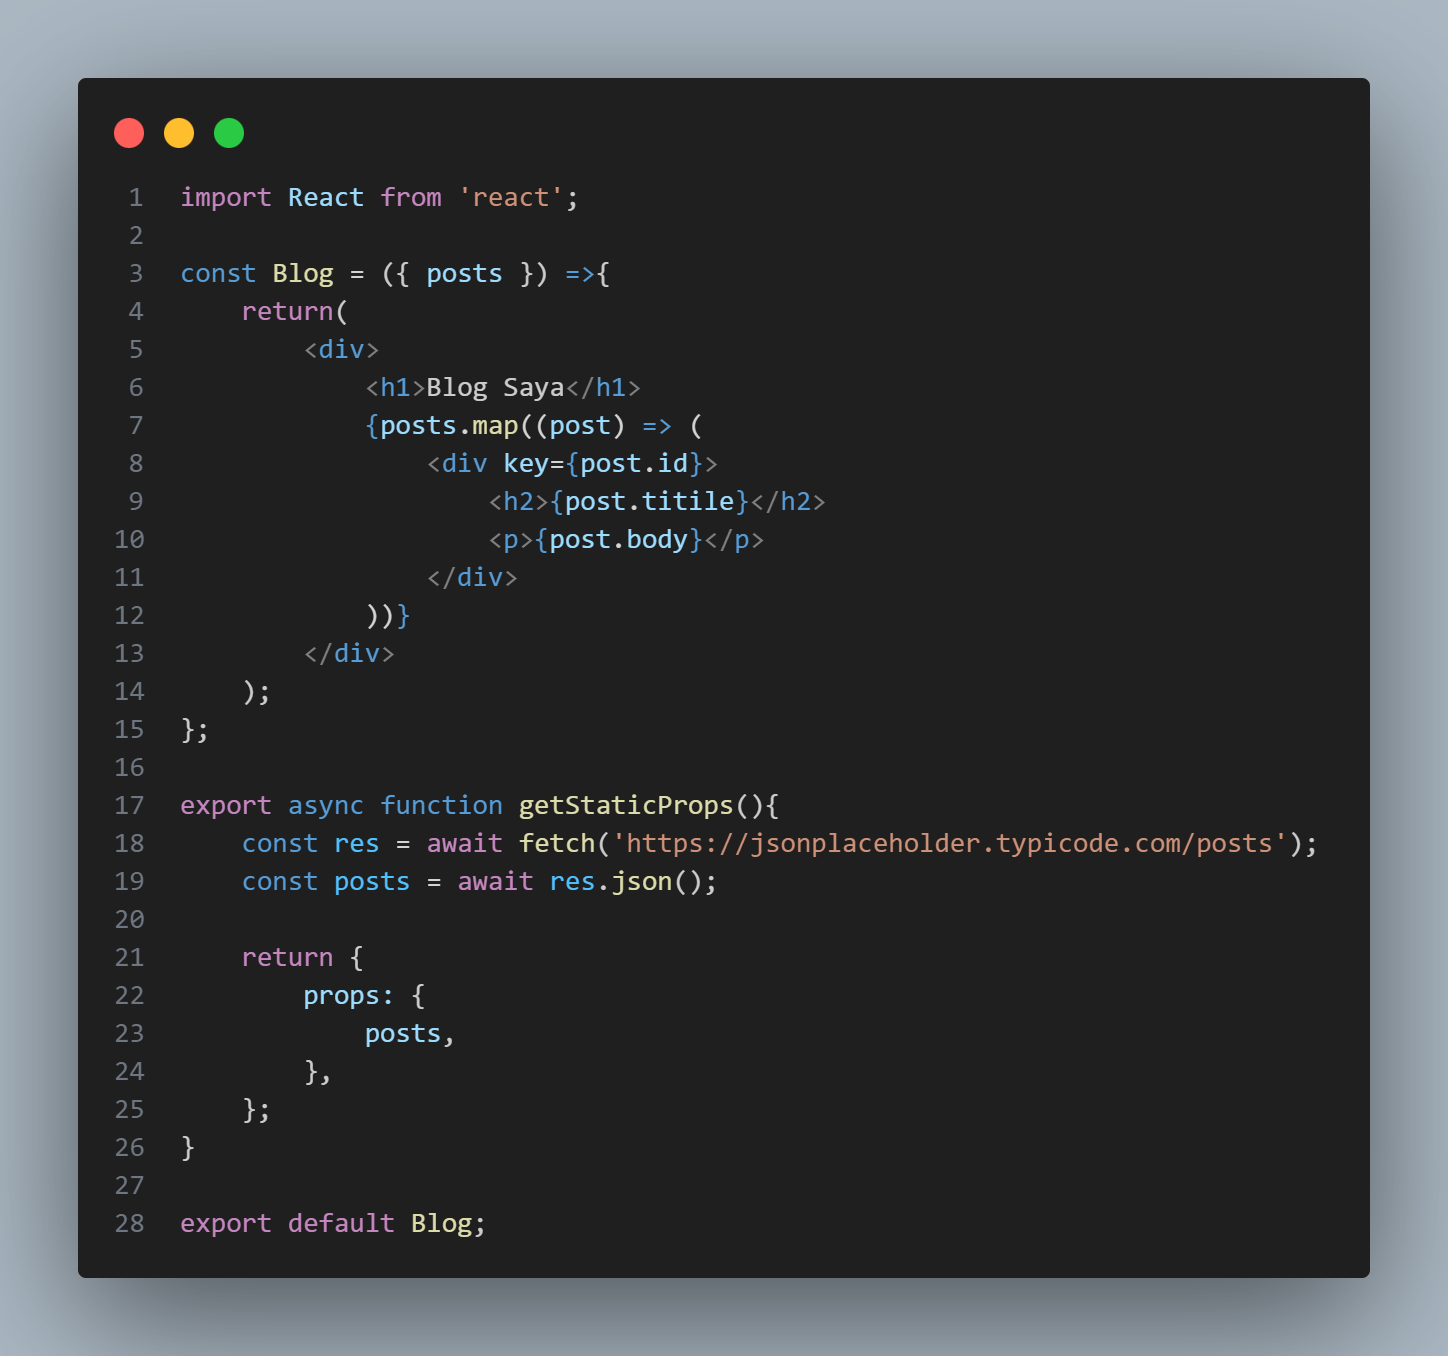 1 import React from 'react';
2
3 const Blog = ({ posts }) =>{
4     return(
5         <div>
6             <h1>Blog Saya</h1>
7             {posts.map((post) => (
8                 <div key={post.id}>
9                     <h2>{post.titile}</h2>
10                     <p>{post.body}</p>
11                 </div>
12             ))}
13         </div>
14     );
15 };
16
17 export async function getStaticProps(){
18     const res = await fetch('https://jsonplaceholder.typicode.com/posts');
19     const posts = await res.json();
20
21     return {
22         props: {
23             posts,
24         },
25     };
26 }
27
28 export default Blog;